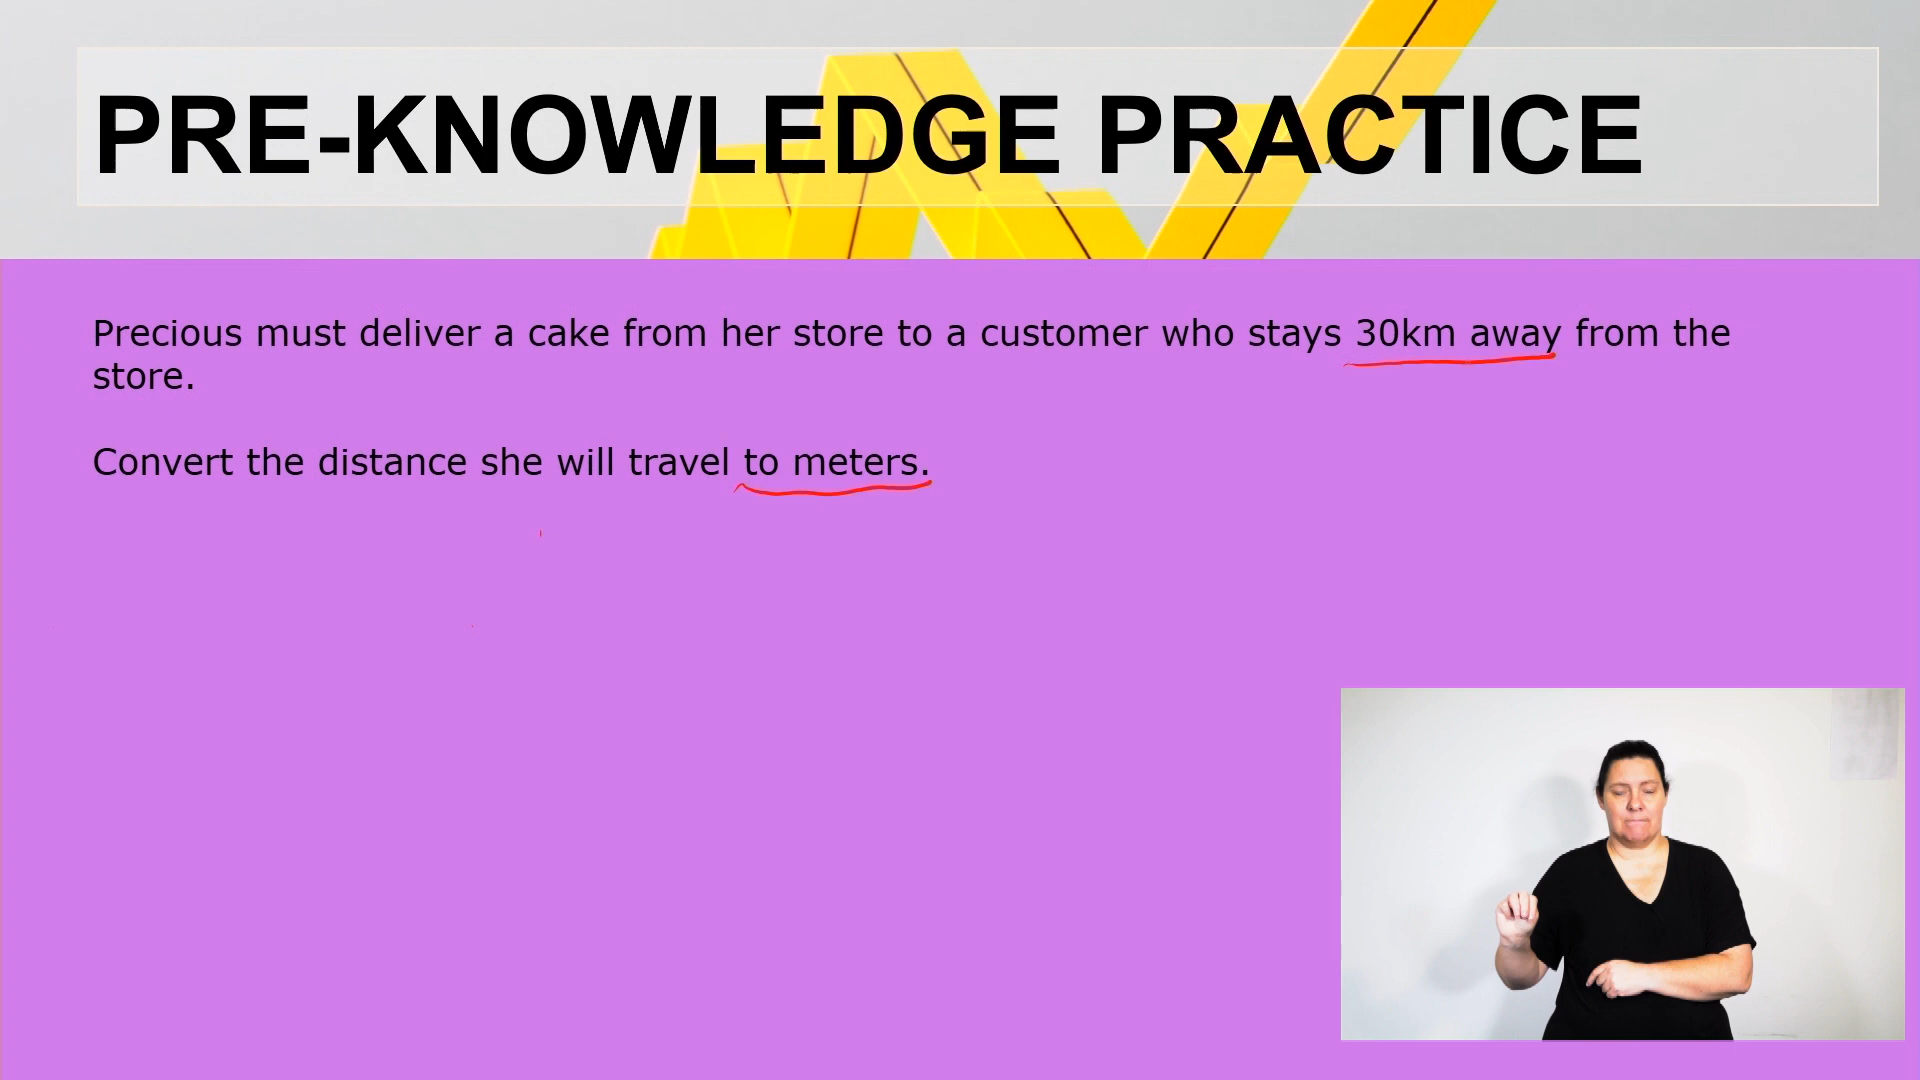 PRE-KNOWLEDGE PRACTICE
Precious must deliver a cake from her store to a customer who stays 30km away from the
store.
Convert the distance she will travel to meters.